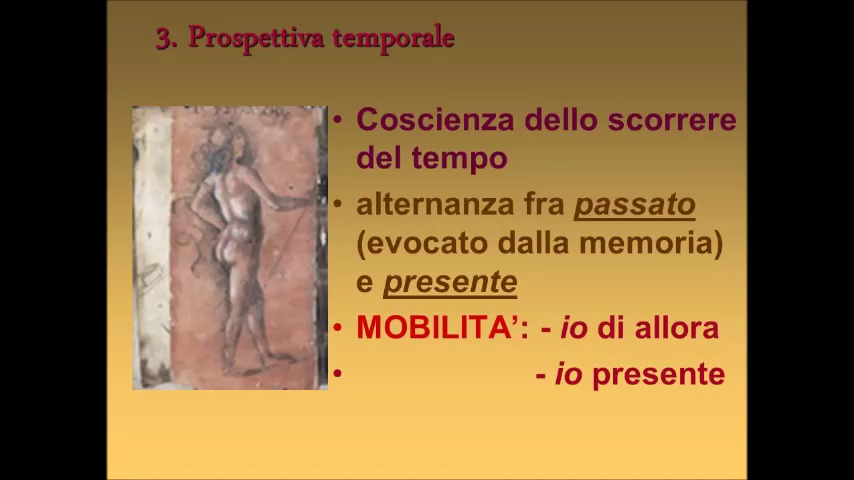 3. Prospettiva temporale
• Coscienza dello scorrere
del tempo
• alternanza fra passato
(evocato dalla memoria)
e presente
• MOBILITA’: - io di allora
• - io presente